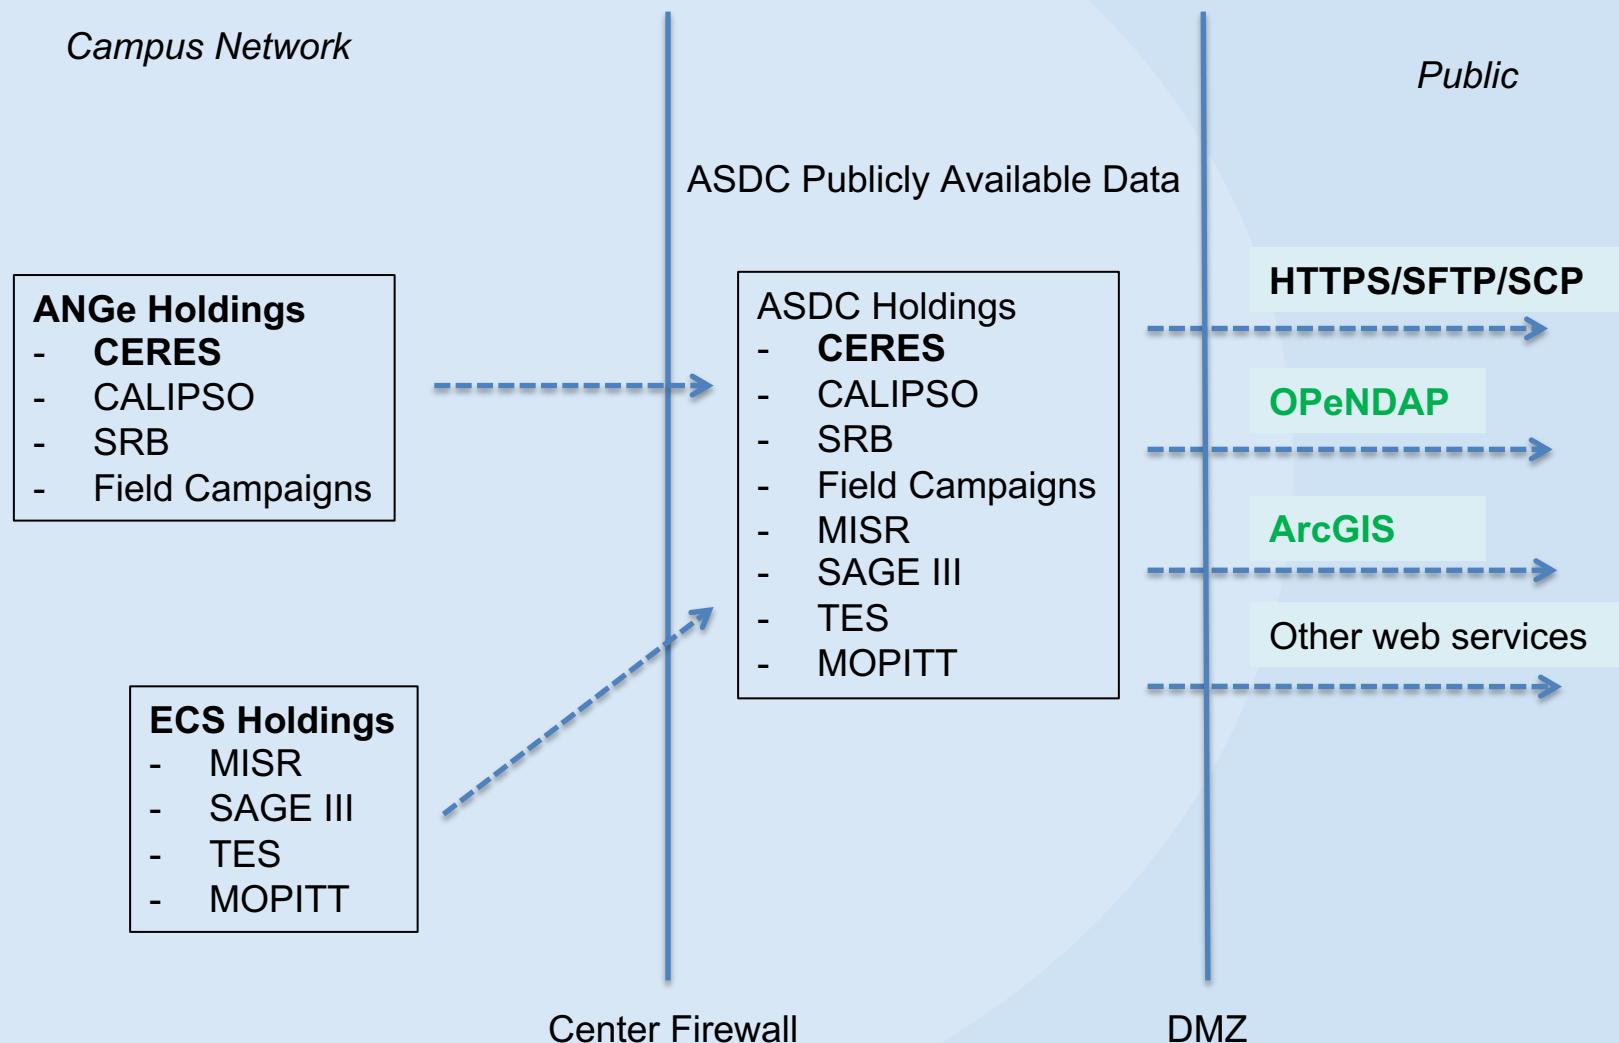 Campus Network
Public
ASDC Publicly Available Data
ANGe Holdings
- CERES
- CALIPSO
- SRB
- Field Campaigns
ECS Holdings
- MISR
- SAGE III
- TES
- MOPITT
ASDC Holdings
- CERES
- CALIPSO
- SRB
- Field Campaigns
- MISR
- SAGE III
- TES
- MOPITT
HTTPS/SFTP/SCP
OPeNDAP
ArcGIS
Other web services
Center Firewall
DMZ